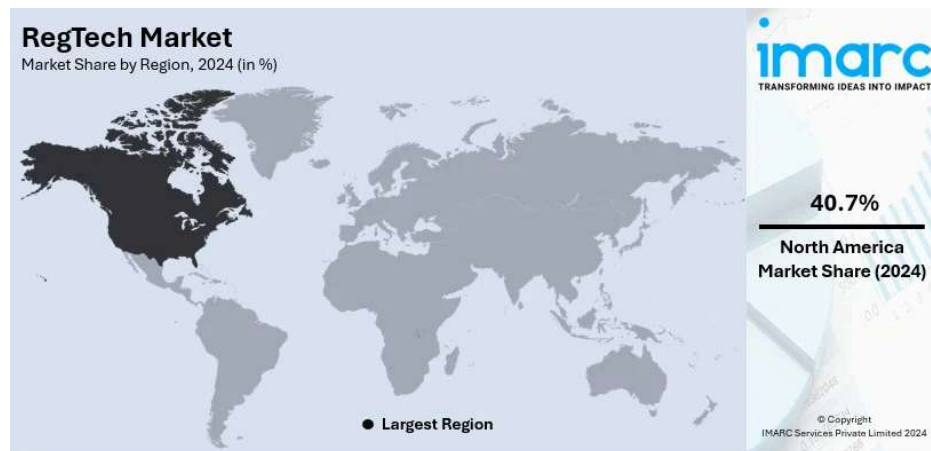 RegTech Market
Market Share by Region, 2024 (in %)
imarc
TRANSFORMING IDEAS INTO IMPACT
40.7%
North America
Market Share (2024)
● Largest Region
© Copyright
IMARC Services Private Limited 2024